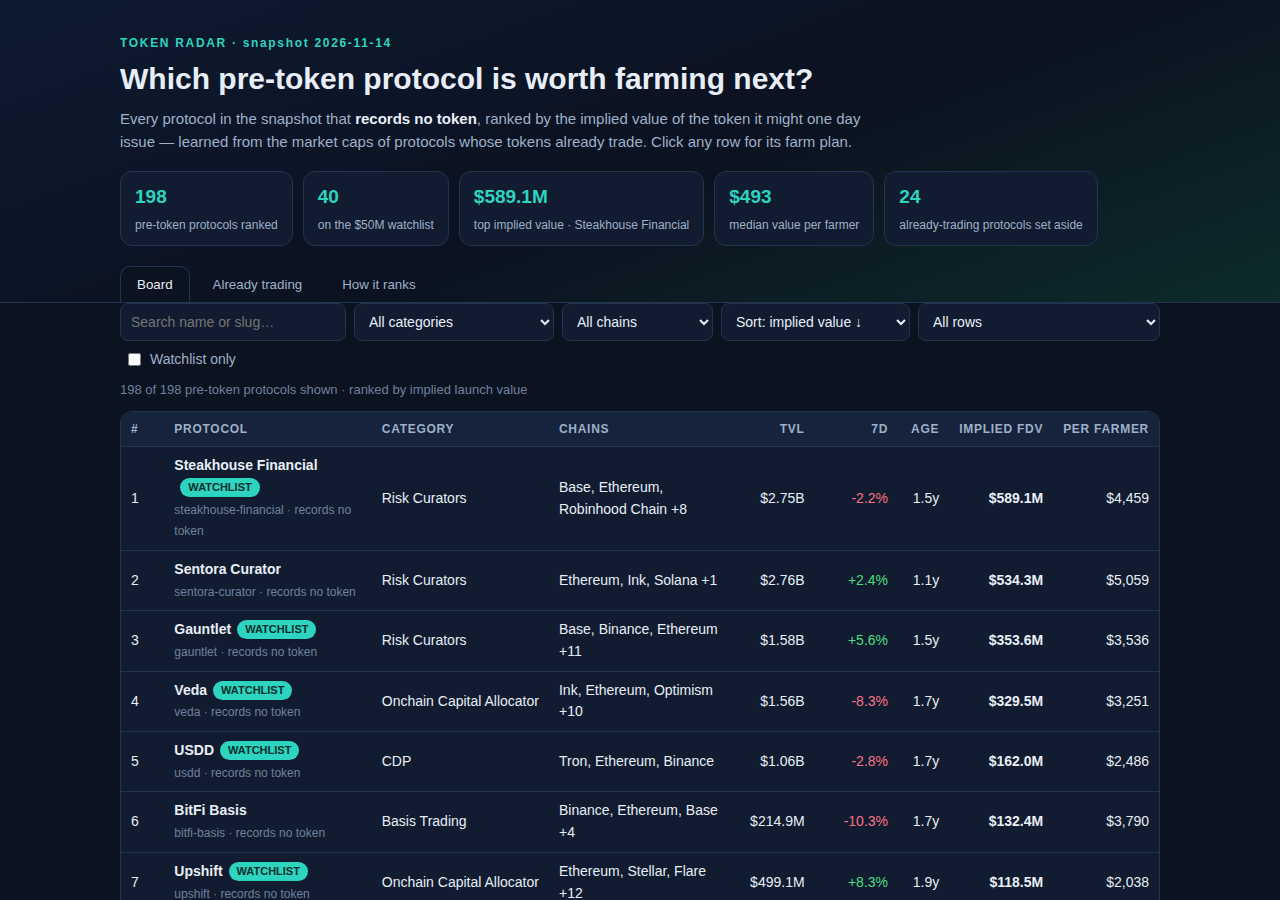 TOKEN RADAR · snapshot 2026-11-14
Which pre-token protocol is worth farming next?
Every protocol in the snapshot that records no token, ranked by the implied value of the token it might one day
issue — learned from the market caps of protocols whose tokens already trade. Click any row for its farm plan.
198
pre-token protocols ranked
40
on the $50M watchlist
$589.1M
top implied value · Steakhouse Financial
$493
median value per farmer
24
already-trading protocols set aside
Board Already trading How it ranks
Search name or slug… All categories All chains Sort: implied value ↓ All rows
Watchlist only
198 of 198 pre-token protocols shown · ranked by implied launch value
# PROTOCOL CATEGORY CHAINS TVL 7D AGE IMPLIED FDV PER FARMER
1 Steakhouse Financial WATCHLIST steakhouse-financial · records no token Risk Curators Base, Ethereum, Robinhood Chain +8 $2.75B -2.2% 1.5y $589.1M $4,459
2 Sentora Curator sentora-curator · records no token Risk Curators Ethereum, Ink, Solana +1 $2.76B +2.4% 1.1y $534.3M $5,059
3 Gauntlet WATCHLIST gauntlet · records no token Risk Curators Base, Binance, Ethereum +11 $1.58B +5.6% 1.5y $353.6M $3,536
4 Veda WATCHLIST veda · records no token Onchain Capital Allocator Ink, Ethereum, Optimism +10 $1.56B -8.3% 1.7y $329.5M $3,251
5 USDD WATCHLIST usdd · records no token CDP Tron, Ethereum, Binance $1.06B -2.8% 1.7y $162.0M $2,486
6 BitFi Basis bitfi-basis · records no token Basis Trading Binance, Ethereum, Base +4 $214.9M -10.3% 1.7y $132.4M $3,790
7 Upshift WATCHLIST upshift · records no token Onchain Capital Allocator Ethereum, Stellar, Flare +12 $499.1M +8.3% 1.9y $118.5M $2,038